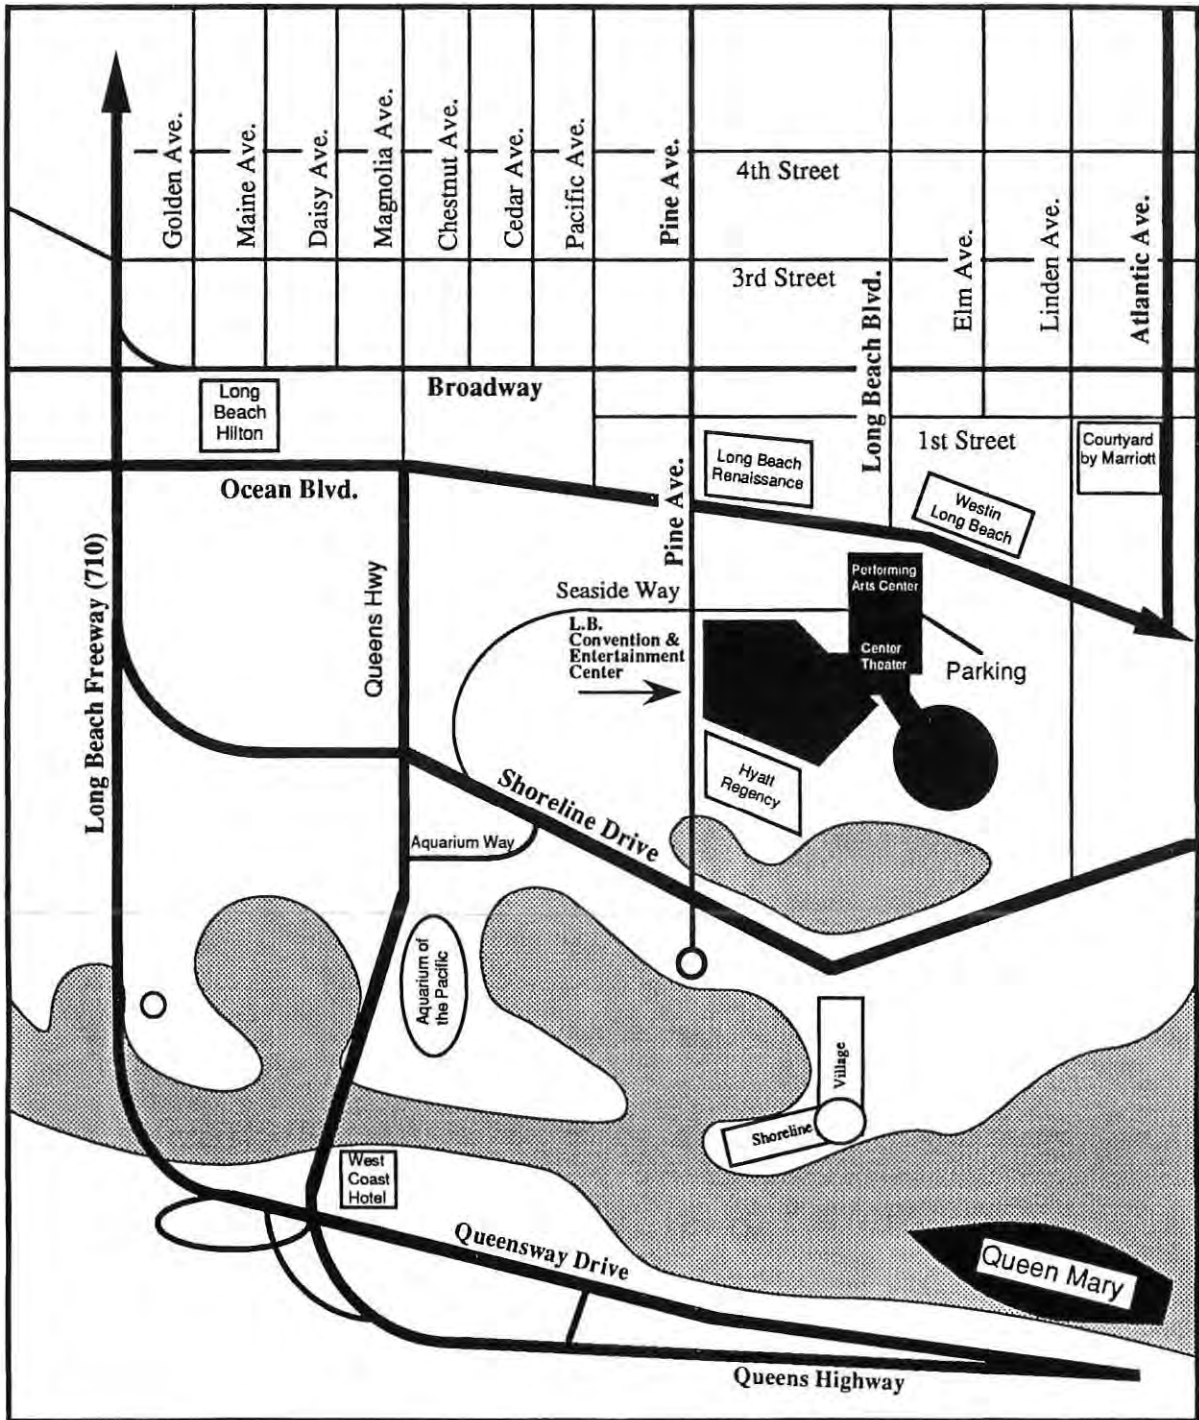 Golden Ave.
Maine Ave.
Daisy Ave.
Magnolia Ave.
Chestnut Ave.
Cedar Ave.
Pacific Ave.
Pine Ave.
4th Street
3rd Street
Long Beach Blvd.
Elm Ave.
Linden Ave.
Atlantic Ave.
Broadway
Long
Beach
Hilton
1st Street
Courtyard
by Marriott
Long Beach
Renaissance
Ocean Blvd.
Pine Ave.
Westin
Long Beach
Long Beach Freeway (710)
Queens Hwy
Seaside Way
Performing
Arts Center
L.B.
Convention &
Entertainment
Center
Center
Theater
Parking
Hyatt
Regency
Shoreline Drive
Aquarium Way
Aquarium of
the Pacific
Village
Shoreline
West
Coast
Hotel
Queensway Drive
Queen Mary
Queens Highway